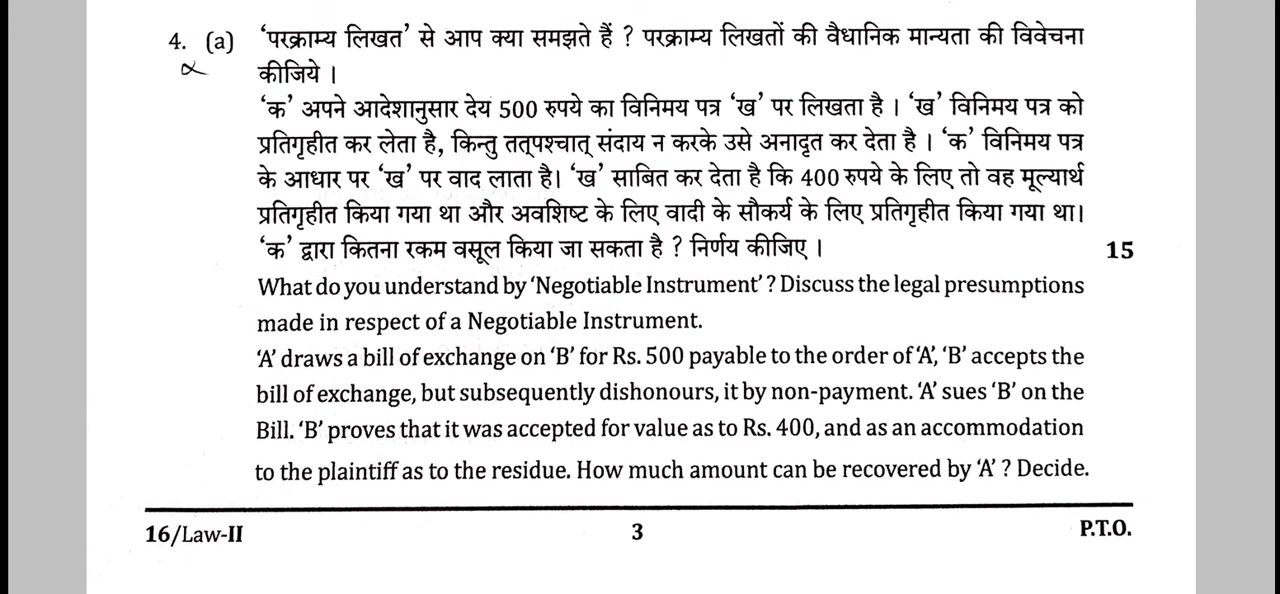 4. (a) ‘परक्राम्य लिखत’ से आप क्या समझते हैं ? परक्राम्य लिखतों की वैधानिक मान्यता की विवेचना
कीजिये ।
‘क’ अपने आदेशानुसार देय 500 रुपये का विनिमय पत्र ‘ख’ पर लिखता है । ‘ख’ विनिमय पत्र को
प्रतिगृहीत कर लेता है, किन्तु तत्पश्चात् संदाय न करके उसे अनादृत कर देता है । ‘क’ विनिमय पत्र
के आधार पर ‘ख’ पर वाद लाता है। ‘ख’ साबित कर देता है कि 400 रुपये के लिए तो वह मूल्यार्थ
प्रतिगृहीत किया गया था और अवशिष्ट के लिए वादी के सौकर्य के लिए प्रतिगृहीत किया गया था।
‘क’ द्वारा कितना रकम वसूल किया जा सकता है ? निर्णय कीजिए । 15
What do you understand by ‘Negotiable Instrument’? Discuss the legal presumptions
made in respect of a Negotiable Instrument.
‘A’ draws a bill of exchange on ‘B’ for Rs. 500 payable to the order of ‘A’, ‘B’ accepts the
bill of exchange, but subsequently dishonours, it by non-payment. ‘A’ sues ‘B’ on the
Bill. ‘B’ proves that it was accepted for value as to Rs. 400, and as an accommodation
to the plaintiff as to the residue. How much amount can be recovered by ‘A’ ? Decide.
16/Law-II 3 P.T.O.